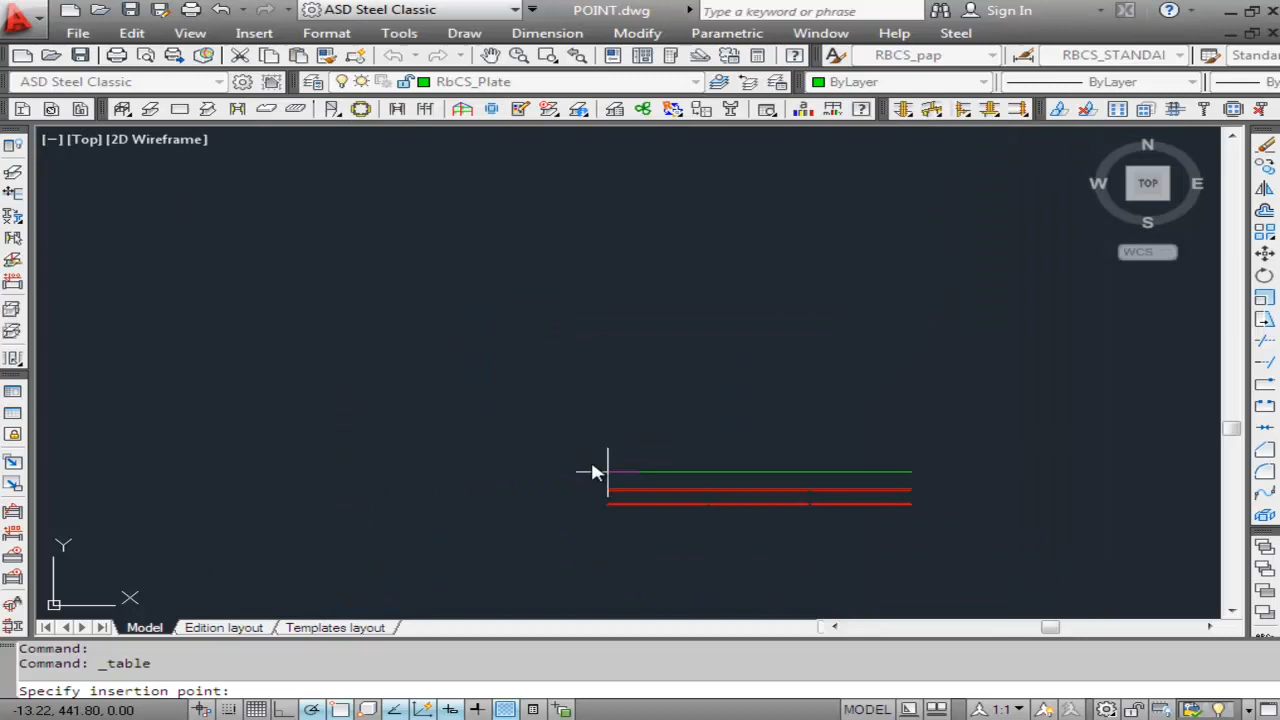 ASD Steel Classic
POINT.dwg
Type a keyword or phrase
Sign In
File Edit View Insert Format Tools Draw Dimension Modify Parametric Window Help Steel
RBCS_pap
RBCS_STANDAI
Standa
ASD Steel Classic
RbCS_Plate
ByLayer
ByLayer
[−] [Top] [2D Wireframe]
N
W TOP E
S
WCS
Y
X
Model Edition layout Templates layout
Command:
Command: _table
Specify insertion point:
-13.22, 441.80, 0.00
MODEL
1:1